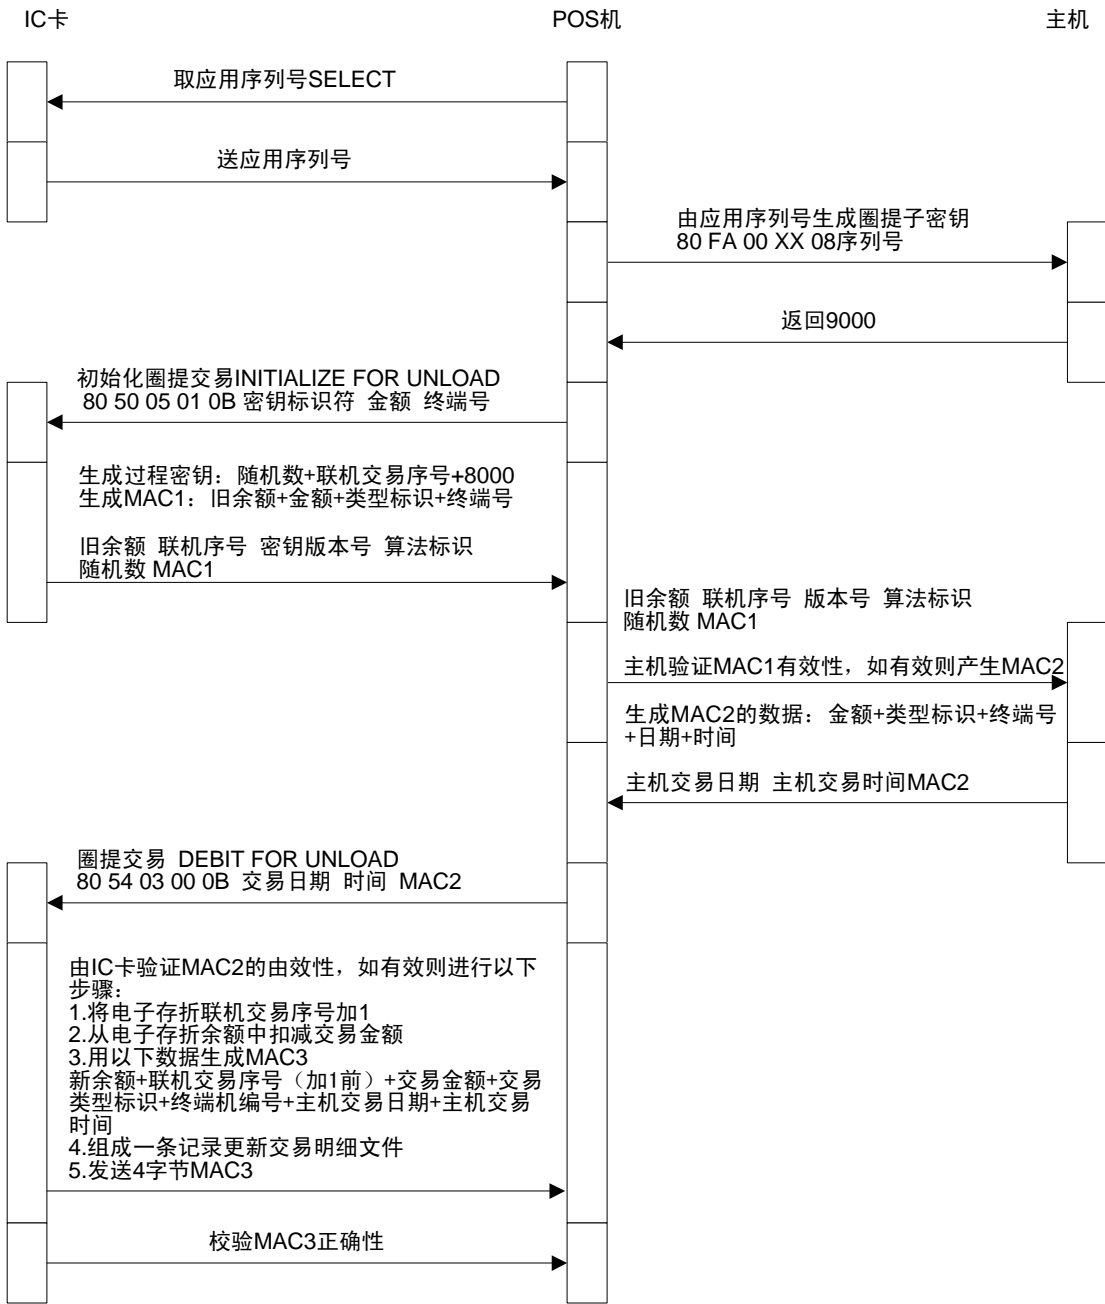 IC卡
POS机
主机
取应用序列号SELECT
送应用序列号
由应用序列号生成圈提子密钥
80 FA 00 XX 08序列号
返回9000
初始化圈提交易INITIALIZE FOR UNLOAD
80 50 05 01 0B 密钥标识符 金额 终端号
生成过程密钥：随机数+联机交易序号+8000
生成MAC1：旧余额+金额+类型标识+终端号
旧余额 联机序号 密钥版本号 算法标识
随机数 MAC1
旧余额 联机序号 版本号 算法标识
随机数 MAC1
主机验证MAC1有效性，如有效则产生MAC2
生成MAC2的数据：金额+类型标识+终端号
+日期+时间
主机交易日期 主机交易时间MAC2
圈提交易 DEBIT FOR UNLOAD
80 54 03 00 0B 交易日期 时间 MAC2
由IC卡验证MAC2的由效性，如有效则进行以下
步骤：
1.将电子存折联机交易序号加1
2.从电子存折余额中扣减交易金额
3.用以下数据生成MAC3
新余额+联机交易序号（加1前）+交易金额+交易
类型标识+终端机编号+主机交易日期+主机交易
时间
4.组成一条记录更新交易明细文件
5.发送4字节MAC3
校验MAC3正确性